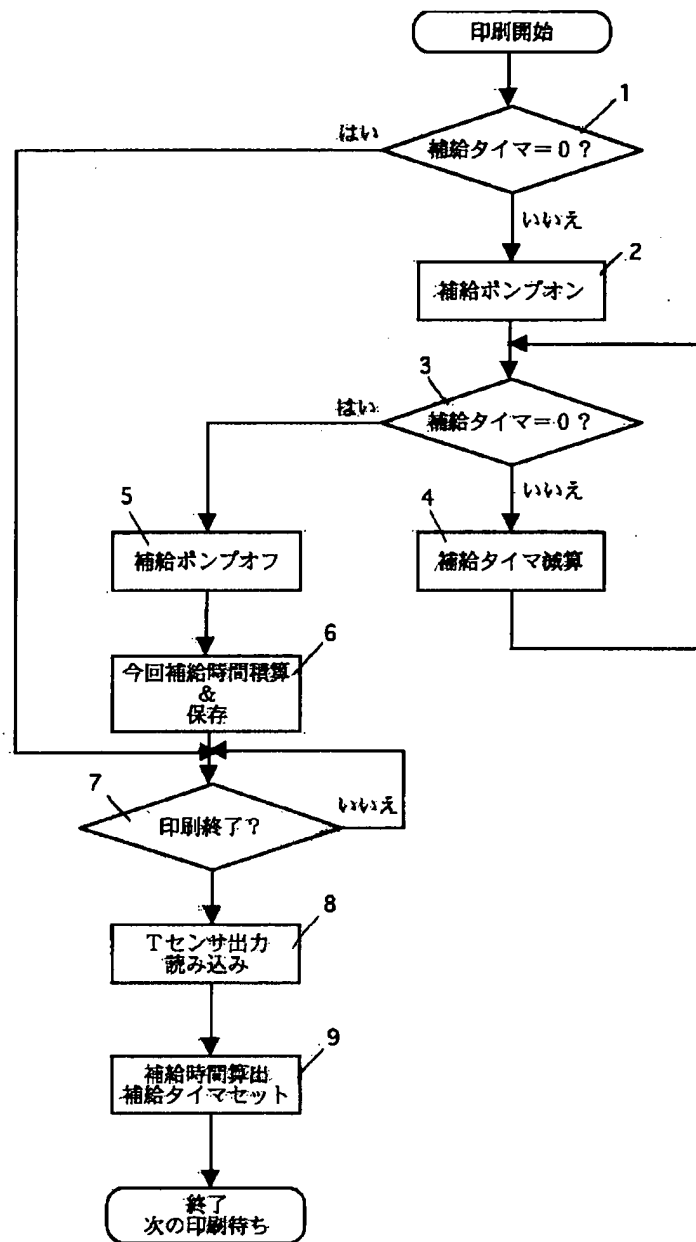 印刷開始
1
はい
補給タイマ=0?
いいえ
2
補給ポンプオン
3
はい
補給タイマ=0?
いいえ
5
4
補給ポンプオフ
補給タイマ減算
6
今回補給時間積算
&
保存
7
いいえ
印刷終了?
8
Tセンサ出力
読み込み
9
補給時間算出
補給タイマセット
終了
次の印刷待ち